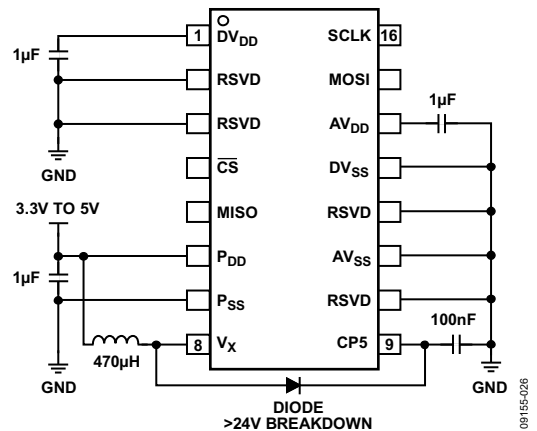 1 DVDD SCLK 16
1µF
RSVD MOSI
1µF
RSVD AVDD
CS DVSS
GND
3.3V TO 5V
MISO RSVD
PDD AVSS
1µF
PSS RSVD
100nF
8 VX CP5 9
470µH
GND
GND
DIODE
>24V BREAKDOWN
09155-026